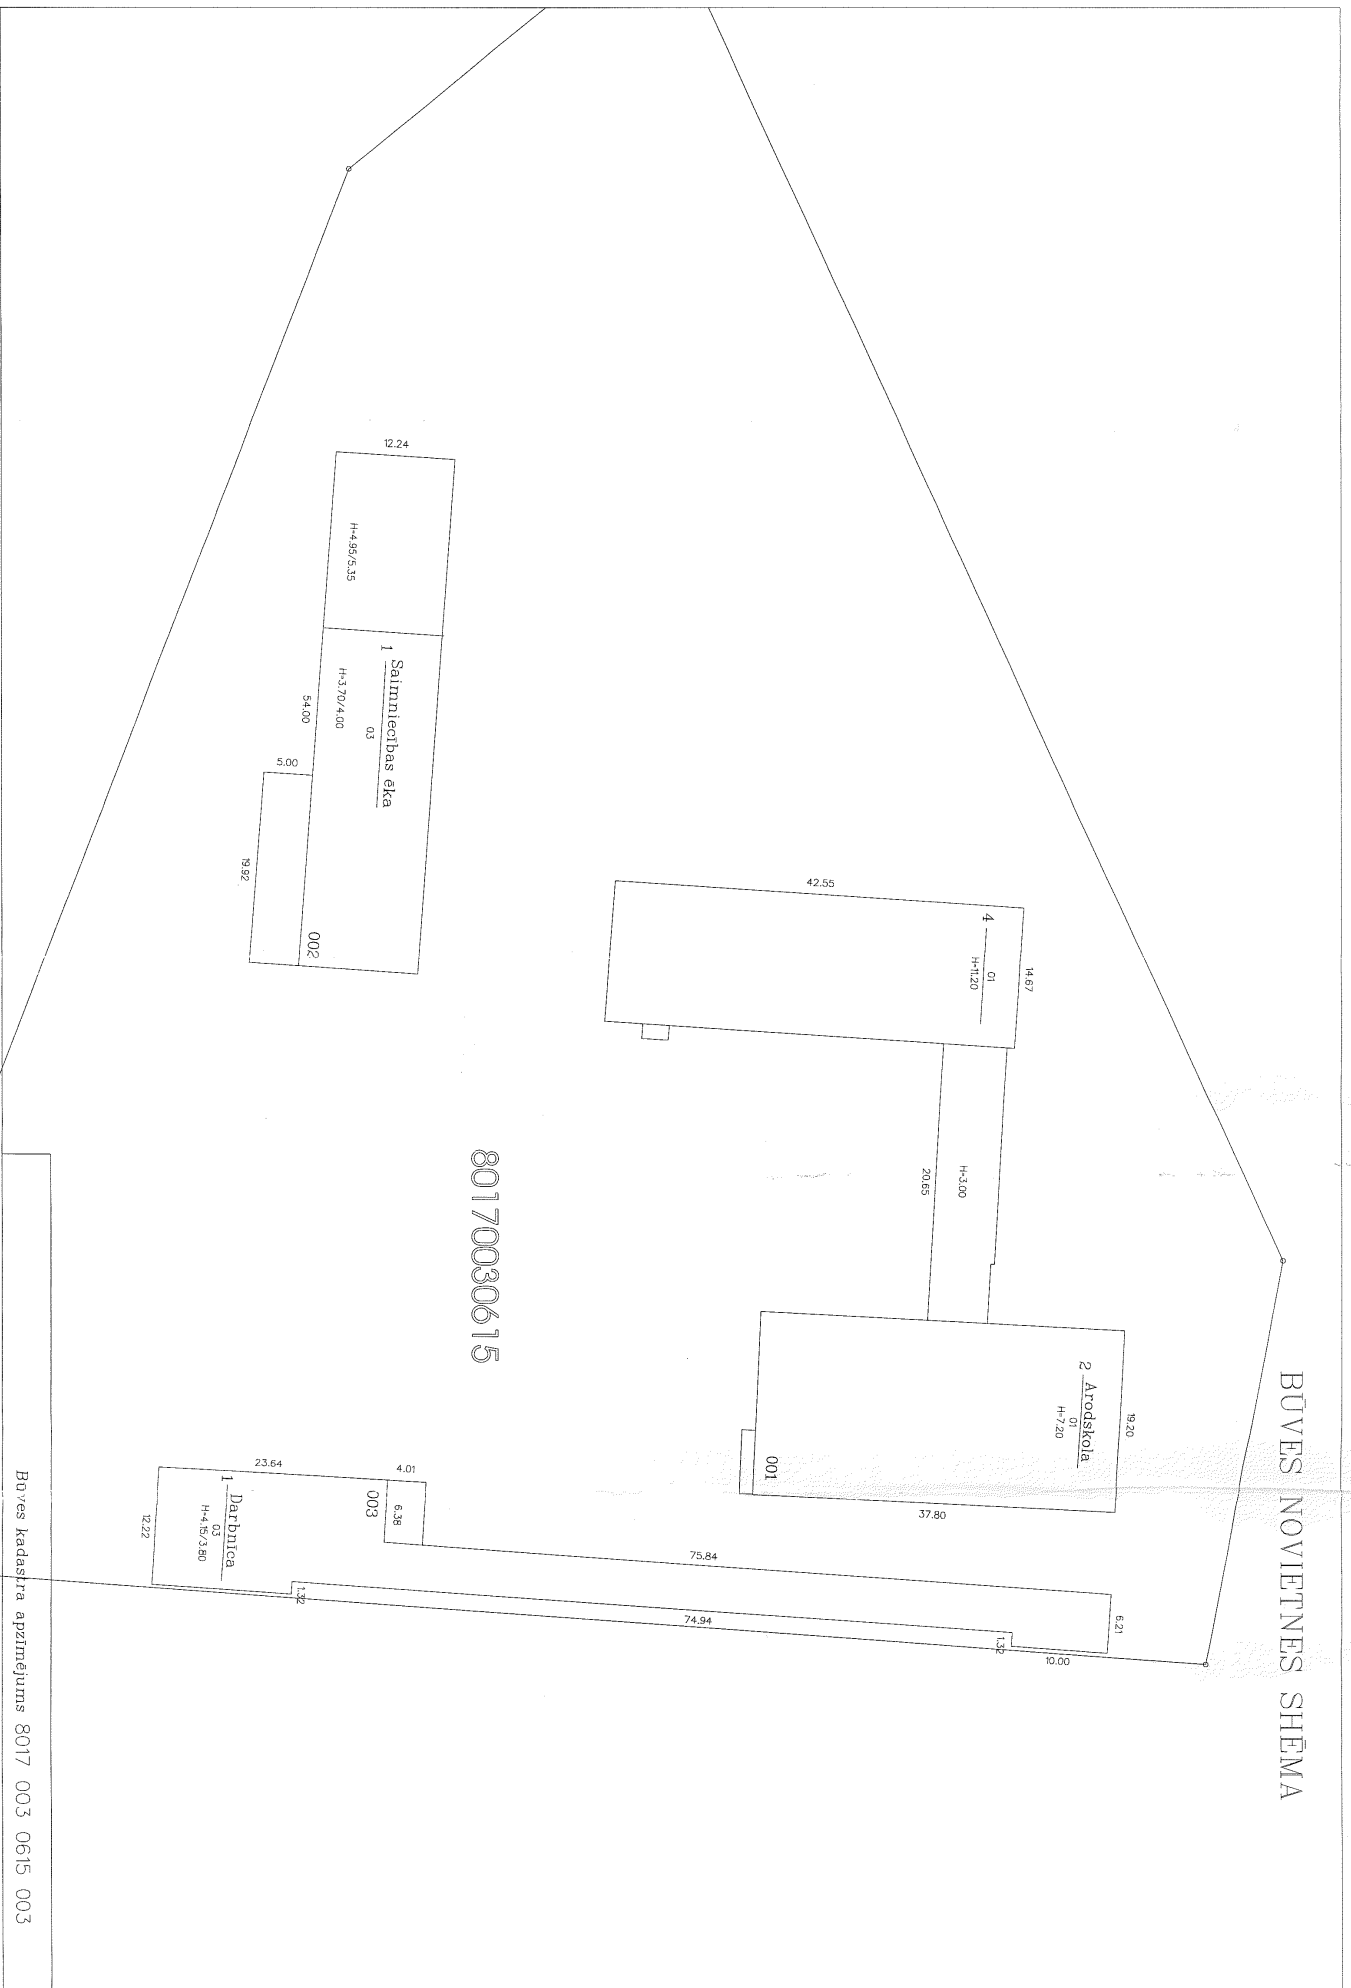 BŪVES NOVIETNES SHĒMA
12.24
H=4.95/5.35
1 Saimniecības ēka
03
H=3.70/4.00
54.00
5.00
19.92
002
42.55
4
01
H=11.20
14.67
H=3.00
20.65
2 Arodskola
01
H=7.20
19.20
001
37.80
80170030615
23.64
4.01
6.38
003
1 Darbnīca
03
H=4.15/3.80
12.22
75.84
1.32
74.94
1.32
6.21
10.00
Būves kadastra apzīmējums 8017 003 0615 003